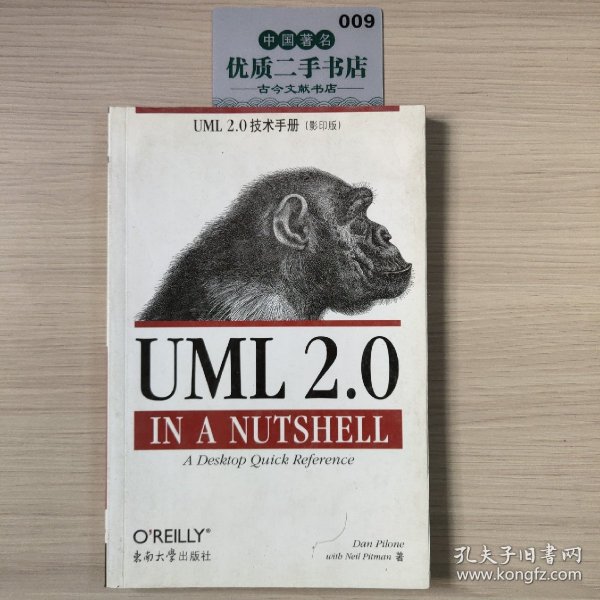 009
中国著名
优质二手书店
古今文献书店
UML 2.0技术手册(影印版)
UML 2.0
IN A NUTSHELL
A Desktop Quick Reference
O'REILLY®
東南大學出版社
Dan Pilone
with Neil Pitman 著
孔夫子旧书网
www.kongfz.com